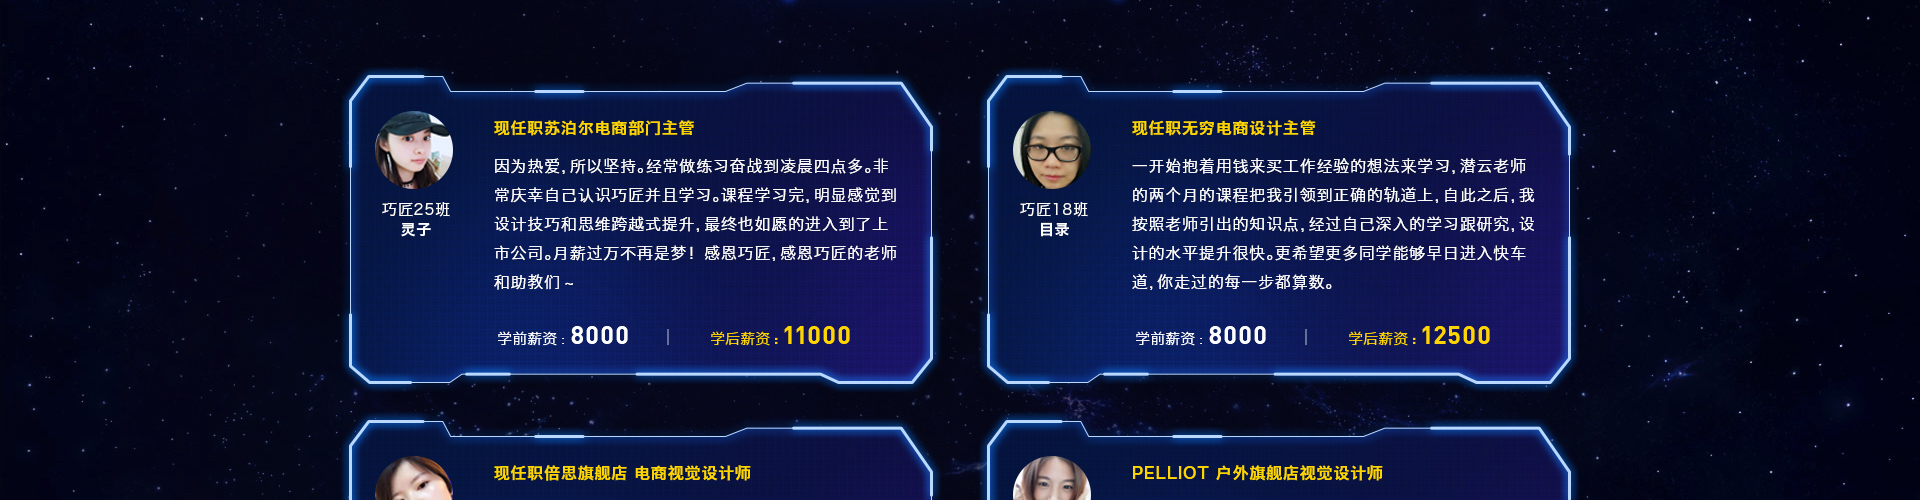 现任职苏泊尔电商部门主管
因为热爱，所以坚持。经常做练习奋战到凌晨四点多。非
常庆幸自己认识巧匠并且学习。课程学习完，明显感觉到
设计技巧和思维跨越式提升，最终也如愿的进入到了上
市公司。月薪过万不再是梦！感恩巧匠，感恩巧匠的老师
和助教们 ~
巧匠25班
灵子
学前薪资：8000 | 学后薪资：11000
现任职无穷电商设计主管
一开始抱着用钱来买工作经验的想法来学习，潜云老师
的两个月的课程把我引领到正确的轨道上，自此之后，我
按照老师引出的知识点，经过自己深入的学习跟研究，设
计的水平提升很快。更希望更多同学能够早日进入快车
道，你走过的每一步都算数。
巧匠18班
目录
学前薪资：8000 | 学后薪资：12500
现任职倍思旗舰店 电商视觉设计师
PELLIOT 户外旗舰店视觉设计师